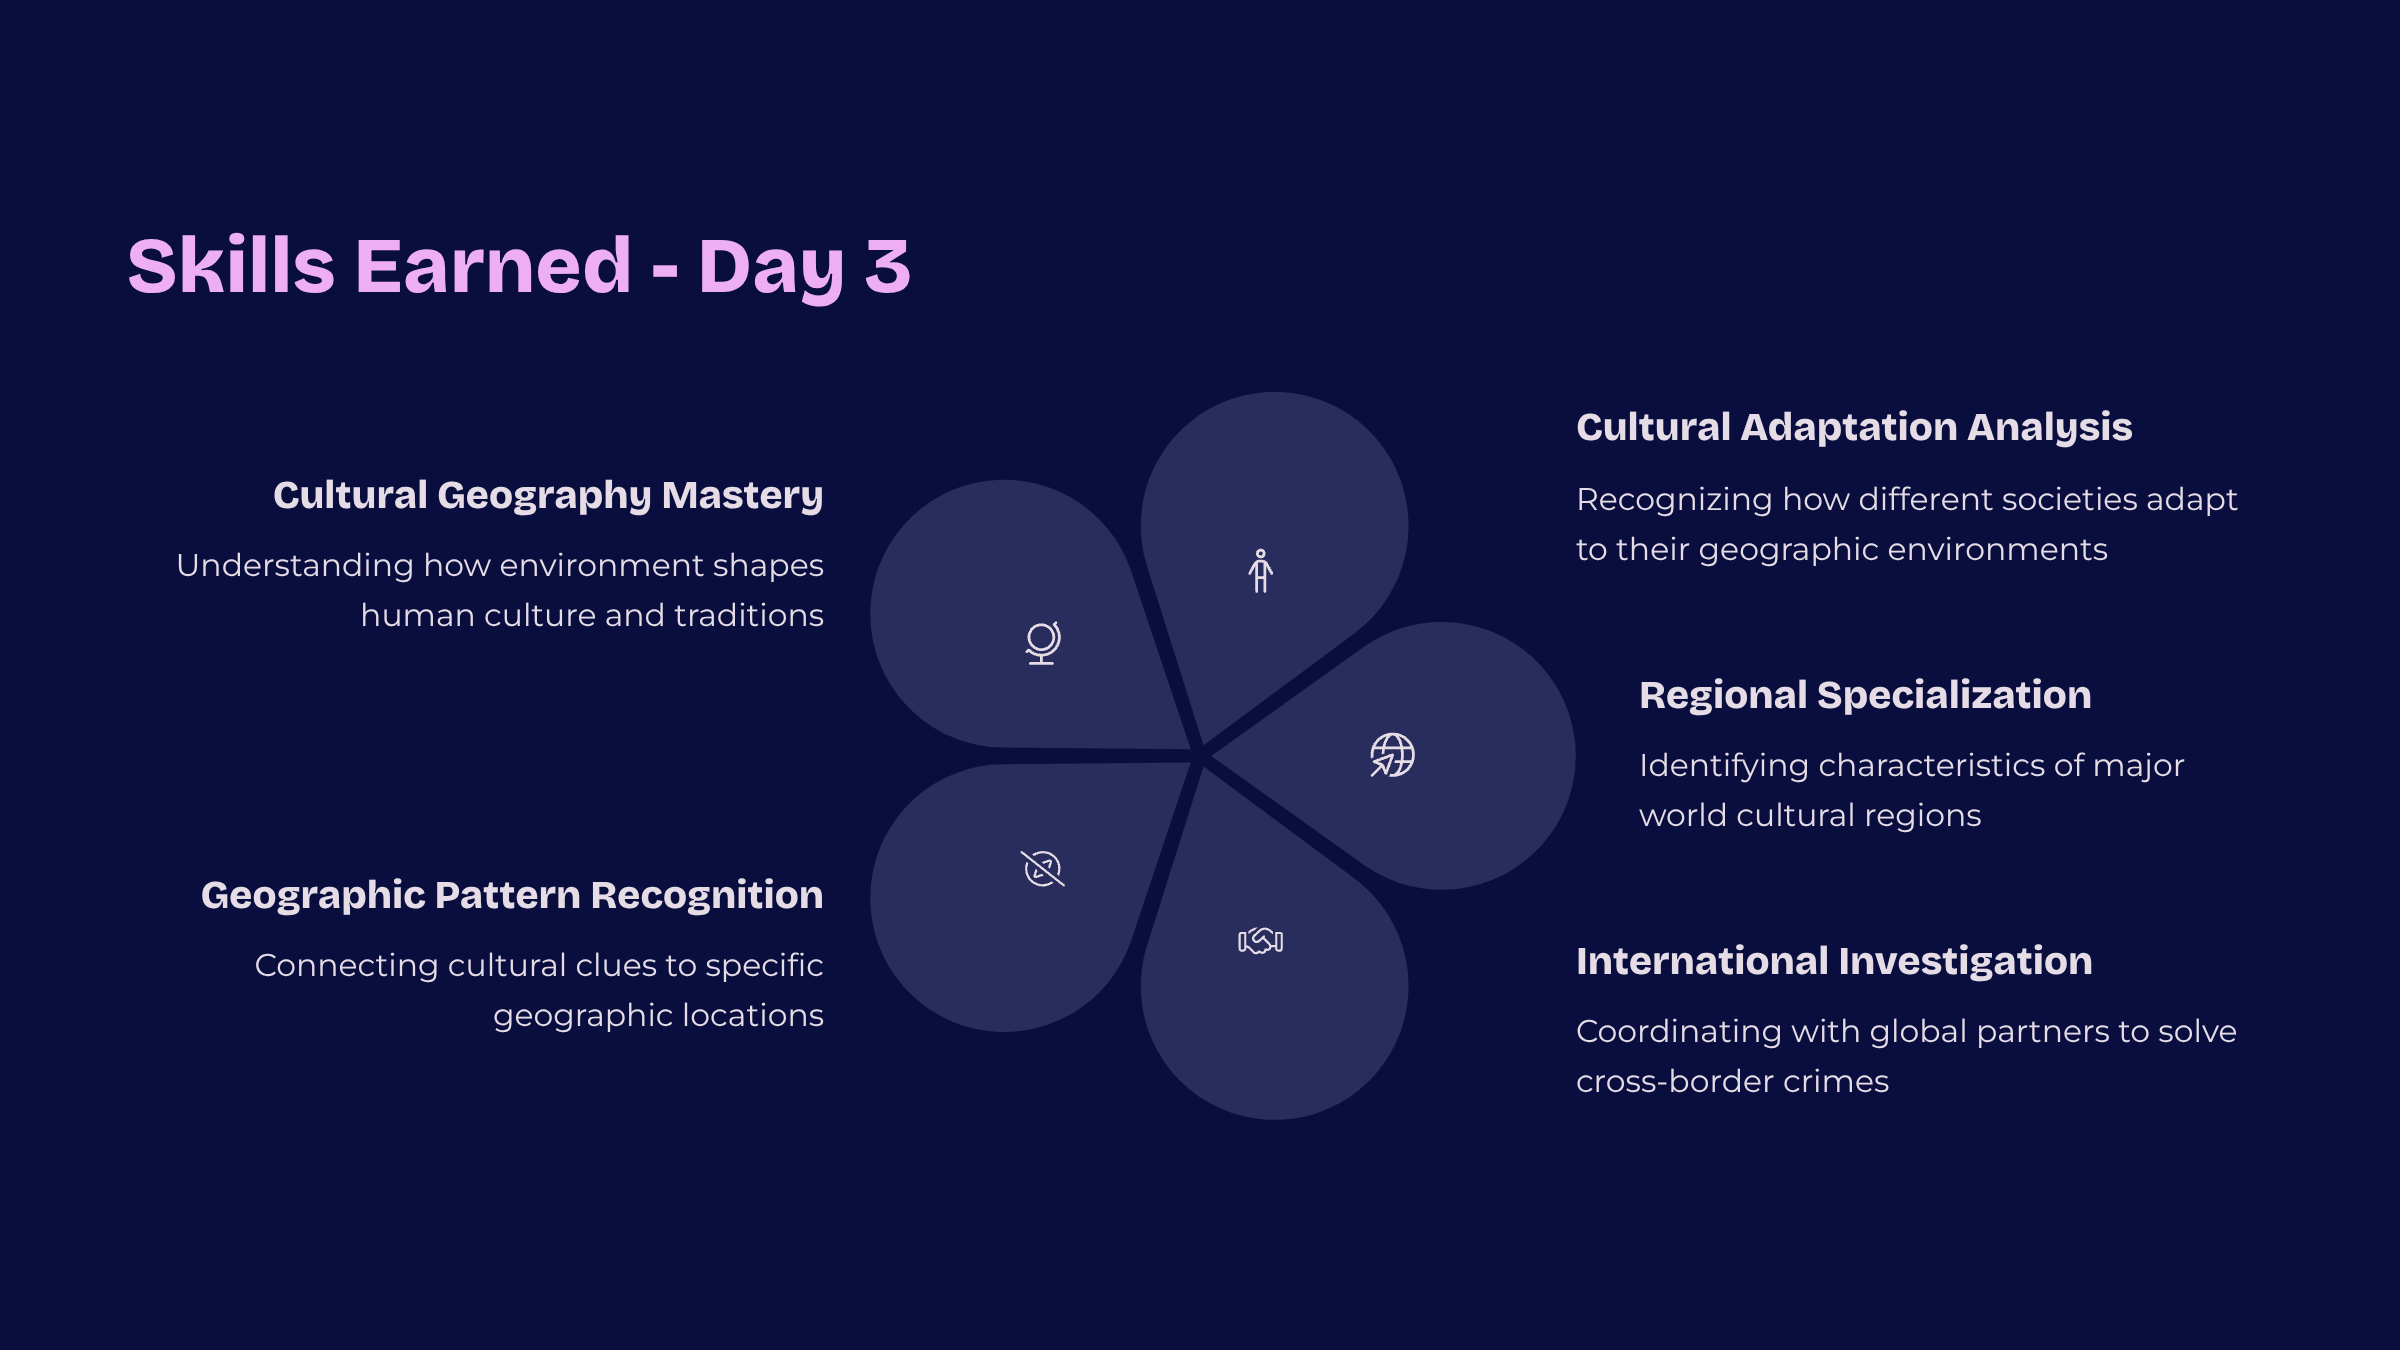 Skills Earned - Day 3
Cultural Geography Mastery
Understanding how environment shapes
human culture and traditions
Geographic Pattern Recognition
Connecting cultural clues to specific
geographic locations
Cultural Adaptation Analysis
Recognizing how different societies adapt
to their geographic environments
Regional Specialization
Identifying characteristics of major
world cultural regions
International Investigation
Coordinating with global partners to solve
cross-border crimes